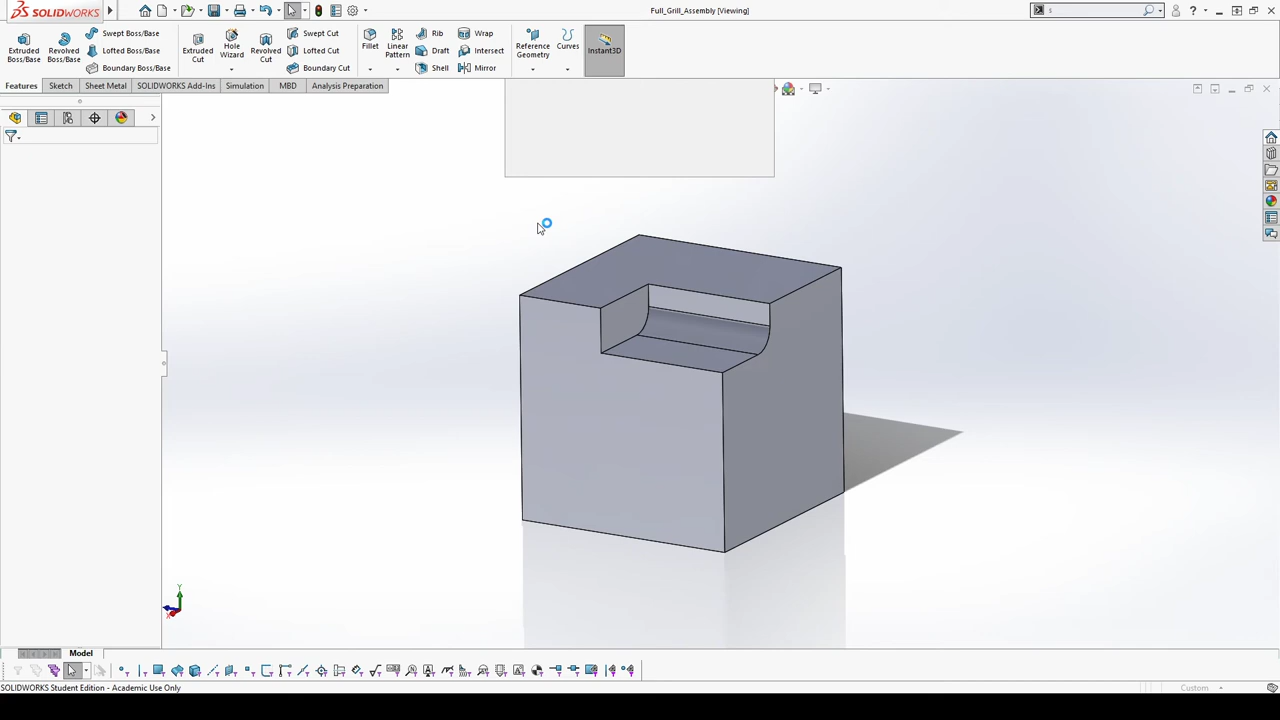 SOLIDWORKS
Full_Grill_Assembly [Viewing]
s
Extruded Boss/Base
Revolved Boss/Base
Swept Boss/Base
Lofted Boss/Base
Boundary Boss/Base
Extruded Cut
Hole Wizard
Revolved Cut
Swept Cut
Lofted Cut
Boundary Cut
Fillet
Linear Pattern
Rib
Draft
Shell
Wrap
Intersect
Mirror
Reference Geometry
Curves
Instant3D
Features
Sketch
Sheet Metal
SOLIDWORKS Add-Ins
Simulation
MBD
Analysis Preparation
Y
X
Model
SOLIDWORKS Student Edition - Academic Use Only
Custom